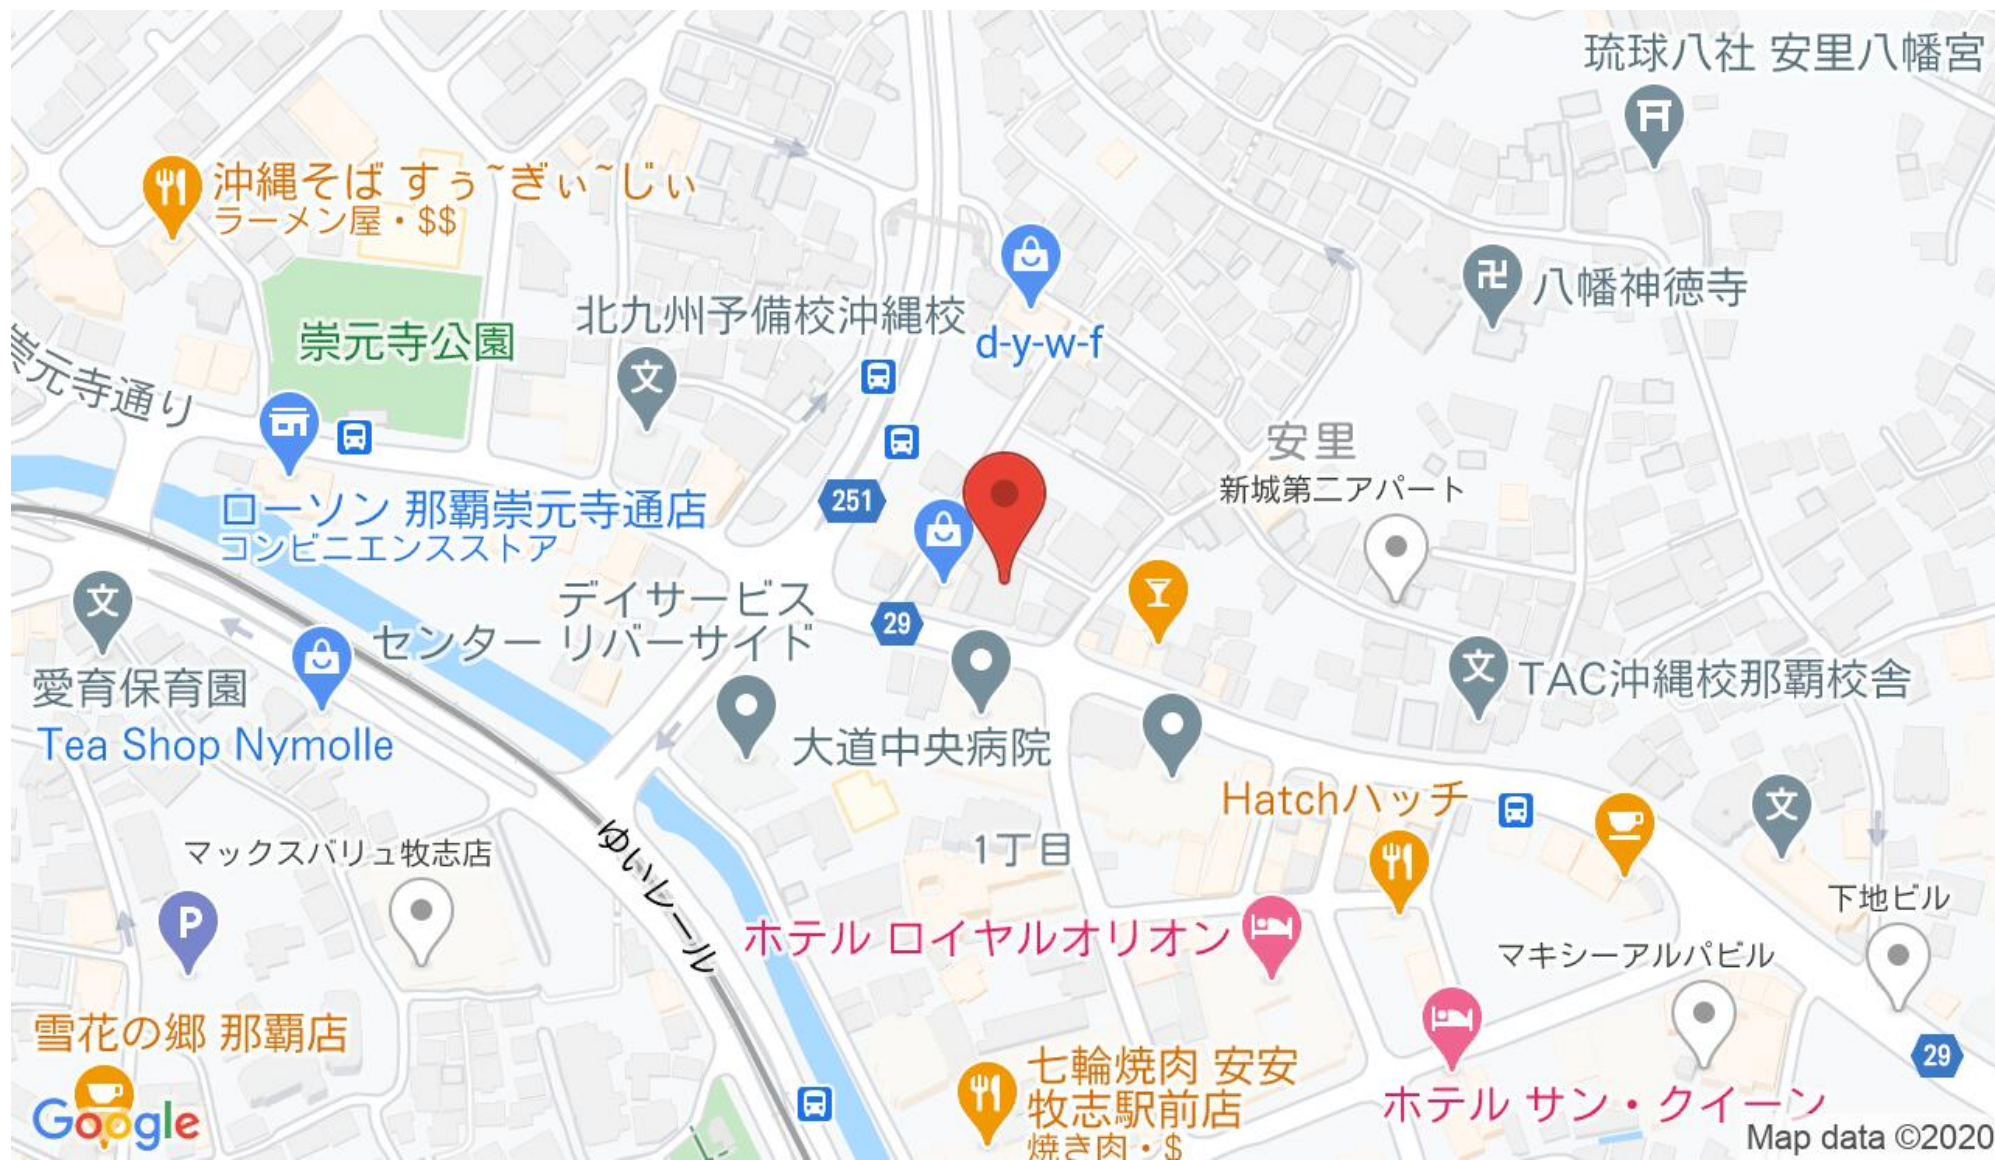 琉球八社 安里八幡宮
沖縄そば すぅ~ぎぃ~じぃ
ラーメン屋・$$
八幡神徳寺
北九州予備校沖縄校
崇元寺公園
d-y-w-f
崇元寺通り
安里
新城第二アパート
251
ローソン 那覇崇元寺通店
コンビニエンスストア
デイサービス
センター リバーサイド
29
愛育保育園
TAC沖縄校那覇校舎
Tea Shop Nymolle
大道中央病院
Hatchハッチ
1丁目
マックスバリュ牧志店
ゆいレール
P
下地ビル
ホテル ロイヤルオリオン
マキシーアルパビル
雪花の郷 那覇店
29
七輪焼肉 安安
牧志駅前店
焼き肉・$
ホテル サン・クイーン
Google
Map data ©2020